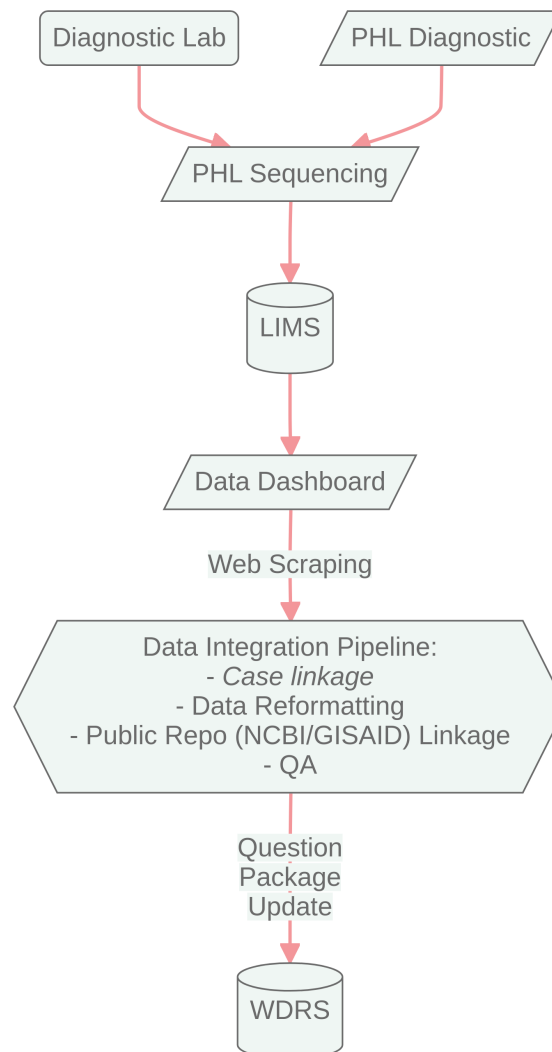 Diagnostic Lab
PHL Diagnostic
PHL Sequencing
LIMS
Data Dashboard
Web Scraping
Data Integration Pipeline:
- Case linkage
- Data Reformatting
- Public Repo (NCBI/GISAID) Linkage
- QA
Question
Package
Update
WDRS